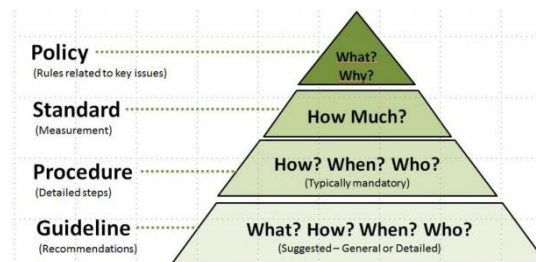 Policy
(Rules related to key issues)
What?
Why?
Standard
(Measurement)
How Much?
Procedure
(Detailed steps)
How? When? Who?
(Typically mandatory)
Guideline
(Recommendations)
What? How? When? Who?
(Suggested – General or Detailed)